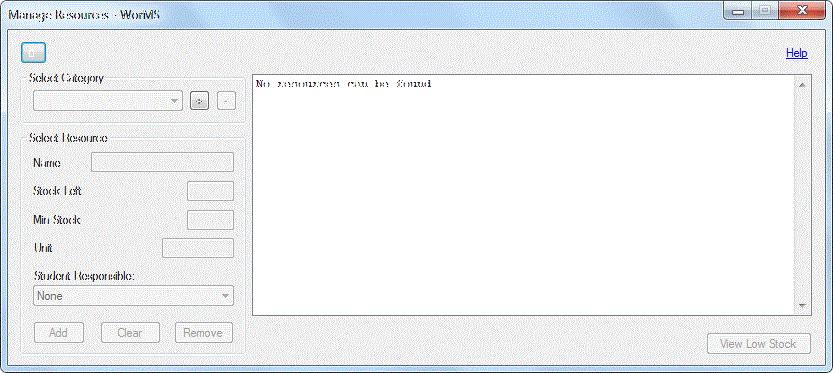 Manage Resources - WorMS
Help
Select Category
+
-
No resources can be found
Select Resource
Name
Stock Left
Min Stock
Unit
Student Responsible:
None
Add Clear Remove
View Low Stock